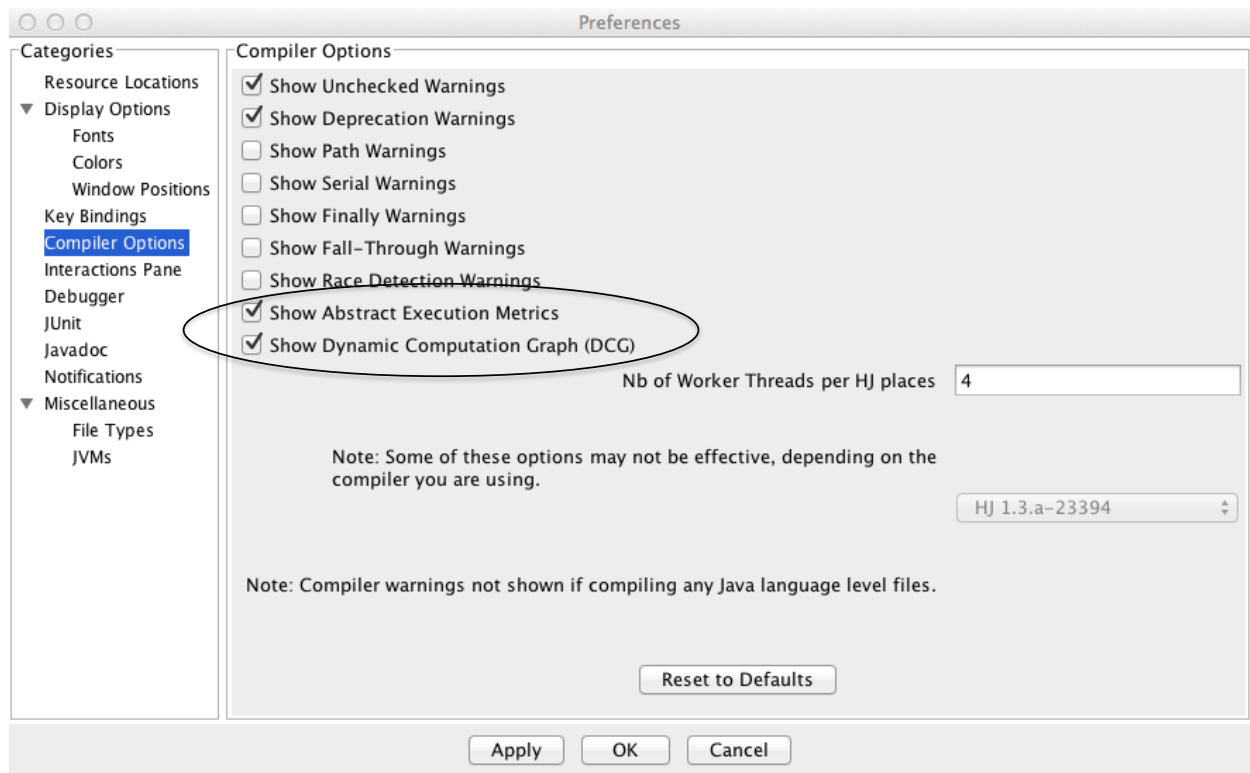 Preferences
Categories
Resource Locations
Display Options
Fonts
Colors
Window Positions
Key Bindings
Compiler Options
Interactions Pane
Debugger
JUnit
Javadoc
Notifications
Miscellaneous
File Types
JVMs
Compiler Options
Show Unchecked Warnings
Show Deprecation Warnings
Show Path Warnings
Show Serial Warnings
Show Finally Warnings
Show Fall-Through Warnings
Show Race Detection Warnings
Show Abstract Execution Metrics
Show Dynamic Computation Graph (DCG)
Nb of Worker Threads per HJ places 4
Note: Some of these options may not be effective, depending on the
compiler you are using.
HJ 1.3.a-23394
Note: Compiler warnings not shown if compiling any Java language level files.
Reset to Defaults
Apply OK Cancel